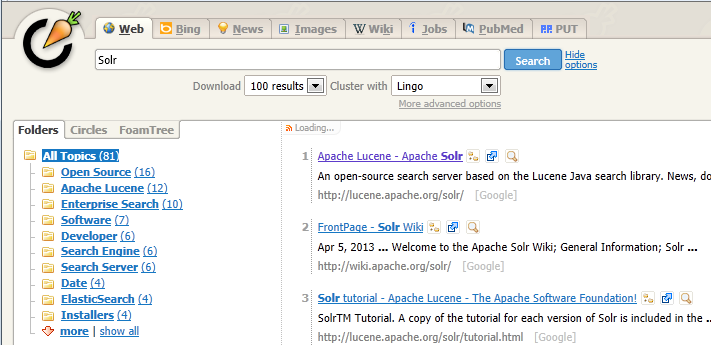 Web Bing News Images Wiki Jobs PubMed PUT
Solr Search Hide options
Download 100 results Cluster with Lingo
More advanced options
Folders Circles FoamTree
Loading...
All Topics (81)
Open Source (16)
Apache Lucene (12)
Enterprise Search (10)
Software (7)
Developer (6)
Search Engine (6)
Search Server (6)
Date (4)
ElasticSearch (4)
Installers (4)
more | show all
1 Apache Lucene - Apache Solr
An open-source search server based on the Lucene Java search library. News, do
http://lucene.apache.org/solr/ [Google]
2 FrontPage - Solr Wiki
Apr 5, 2013 ... Welcome to the Apache Solr Wiki; General Information; Solr ...
http://wiki.apache.org/solr/ [Google]
3 Solr tutorial - Apache Lucene - The Apache Software Foundation!
SolrTM Tutorial. A copy of the tutorial for each version of Solr is included in the ..
http://lucene.apache.org/solr/tutorial.html [Google]